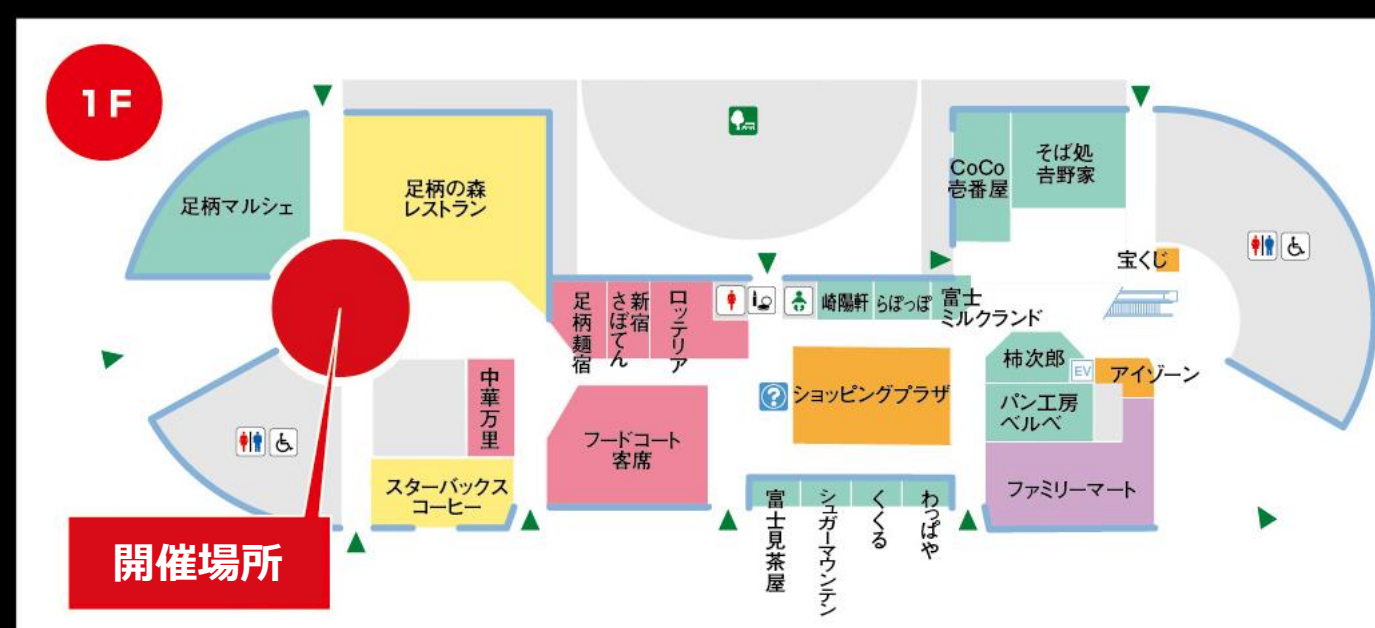 1F
足柄マルシェ
足柄の森
レストラン
CoCo
壱番屋
そば処
吉野家
宝くじ
足柄麺宿
新宿
さぼてん
ロッテリア
崎陽軒
らぽっぽ
富士
ミルクランド
柿次郎
EV
アイゾーン
中華万里
フードコート
客席
?
ショッピングプラザ
パン工房
ベルベ
スターバックス
コーヒー
ファミリーマート
富士見茶屋
シュガーマウンテン
くくる
わっぱや
開催場所